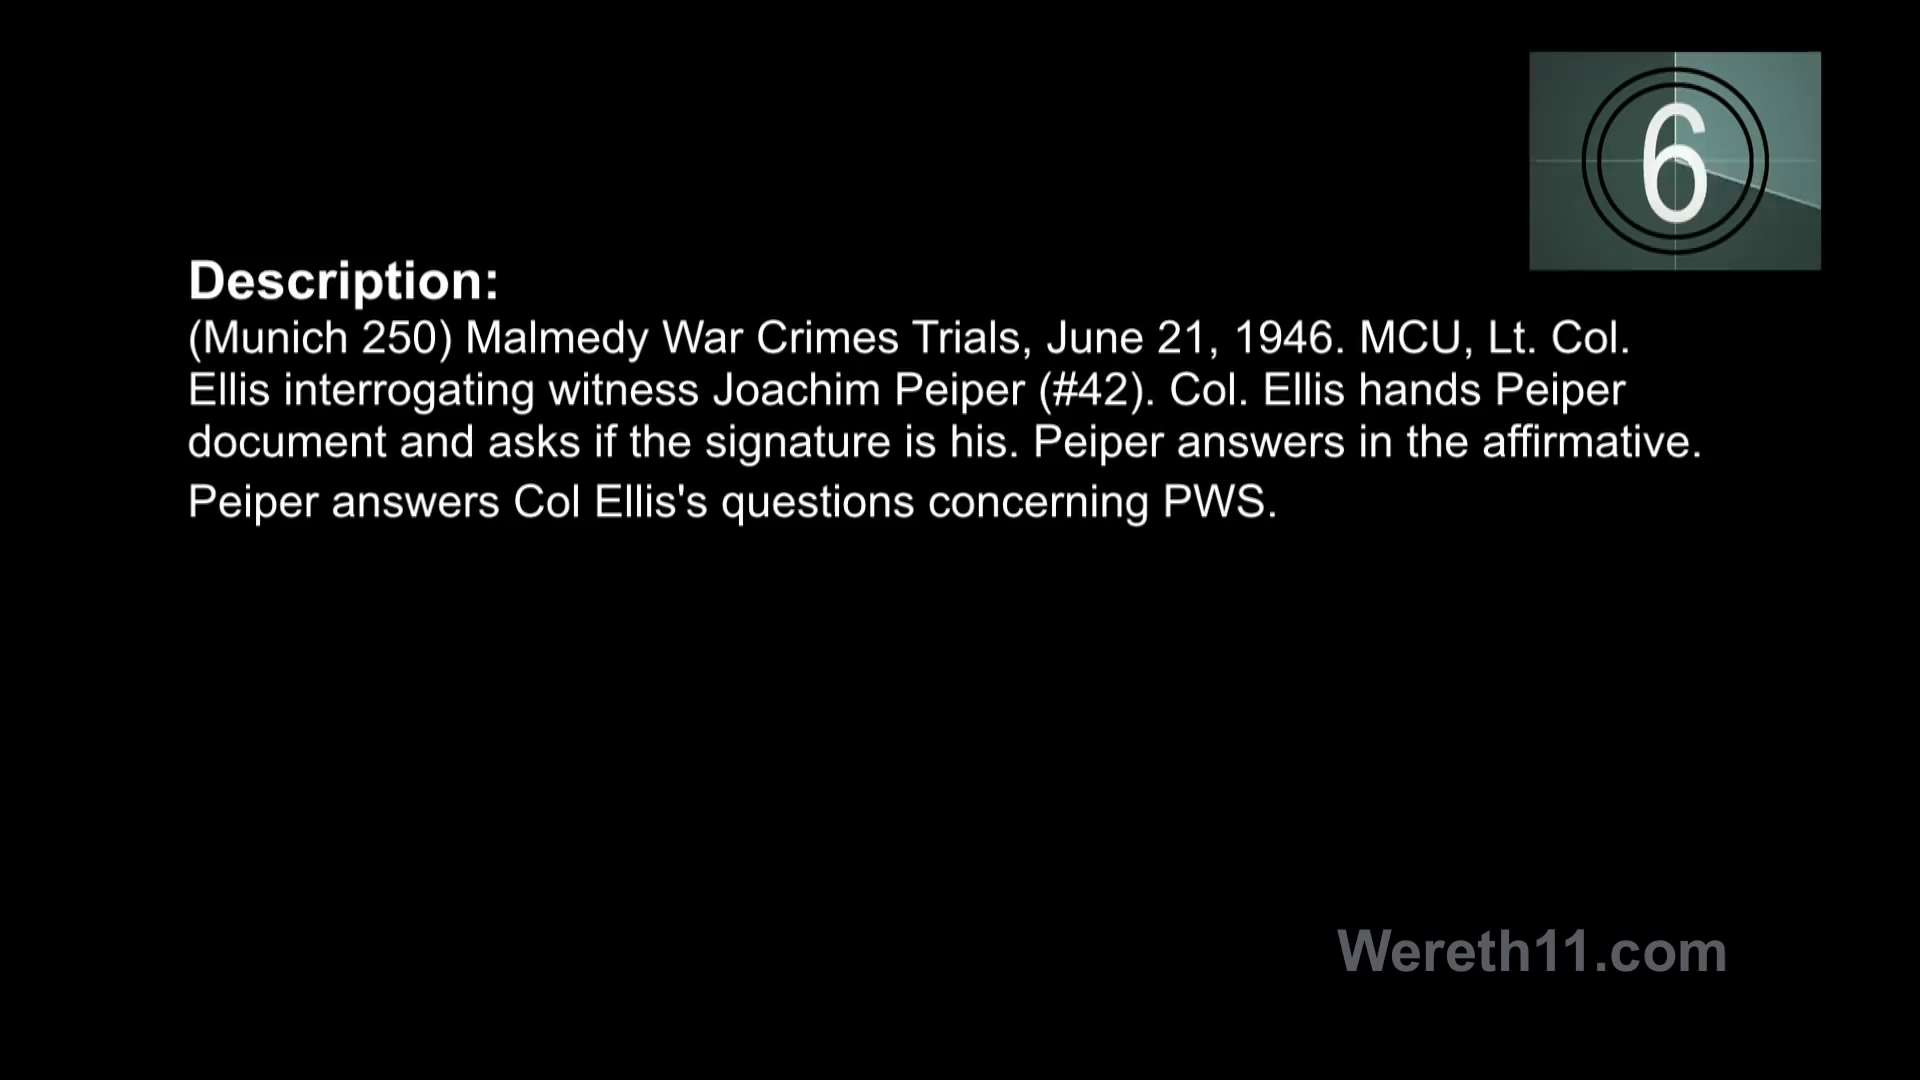 6
Description:
(Munich 250) Malmedy War Crimes Trials, June 21, 1946. MCU, Lt. Col.
Ellis interrogating witness Joachim Peiper (#42). Col. Ellis hands Peiper
document and asks if the signature is his. Peiper answers in the affirmative.
Peiper answers Col Ellis's questions concerning PWS.
Wereth11.com